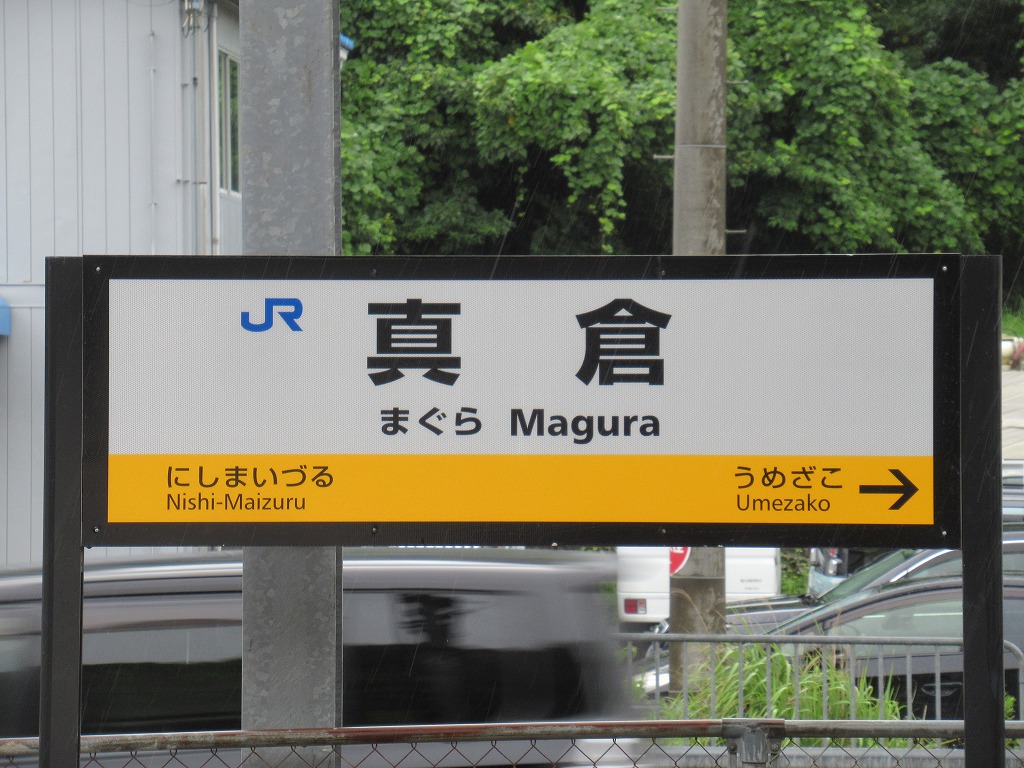 JR
真倉
まぐら Magura
にしまいづる うめざこ →
Nishi-Maizuru Umezako